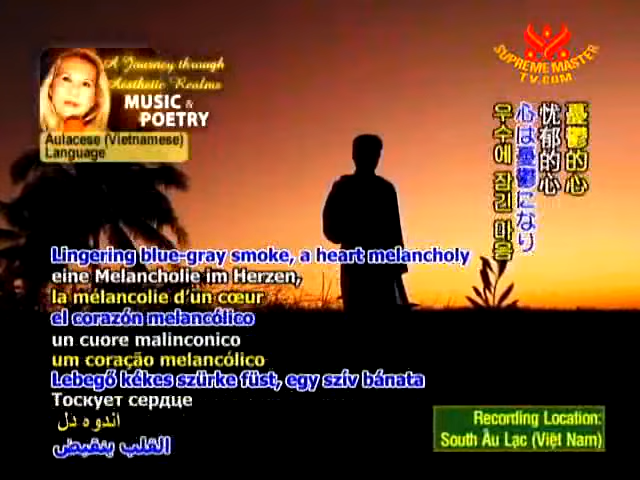 A Journey through
Aesthetic Realms
MUSIC &
POETRY
Aulacese (Vietnamese)
Language
SUPREME MASTER
TV.COM
憂鬱的心
忧郁的心
心は憂鬱になり
우수에 잠긴 마음
Lingering blue-gray smoke, a heart melancholy
eine Melancholie im Herzen,
la mélancolie d'un cœur
el corazón melancólico
un cuore malinconico
um coração melancólico
Lebegő kékes szürke füst, egy szív bánata
Тоскует сердце
اندوه دل
القلب ينقبض
Recording Location:
South Âu Lạc (Việt Nam)